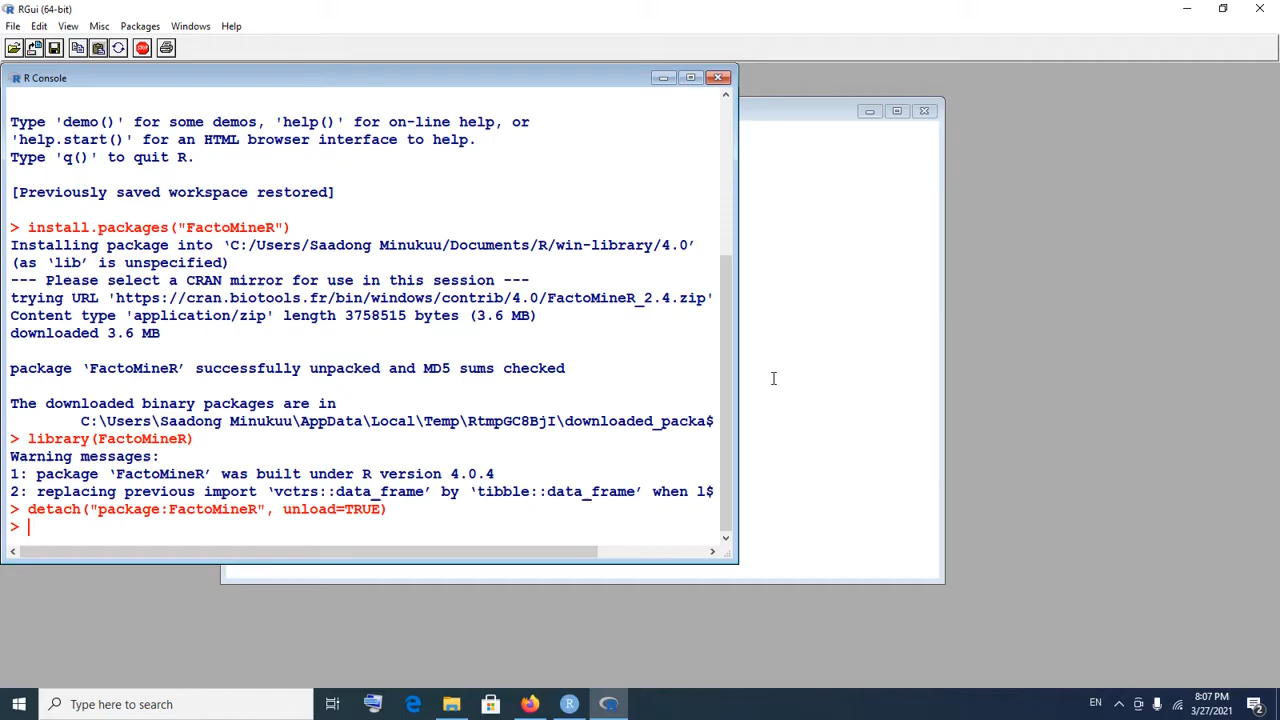 RGui (64-bit)
File Edit View Misc Packages Windows Help
STOP
R Console
Type 'demo()' for some demos, 'help()' for on-line help, or
'help.start()' for an HTML browser interface to help.
Type 'q()' to quit R.
[Previously saved workspace restored]
> install.packages("FactoMineR")
Installing package into ‘C:/Users/Saadong Minukuu/Documents/R/win-library/4.0’
(as ‘lib’ is unspecified)
--- Please select a CRAN mirror for use in this session ---
trying URL 'https://cran.biotools.fr/bin/windows/contrib/4.0/FactoMineR_2.4.zip'
Content type 'application/zip' length 3758515 bytes (3.6 MB)
downloaded 3.6 MB
package ‘FactoMineR’ successfully unpacked and MD5 sums checked
The downloaded binary packages are in
C:\Users\Saadong Minukuu\AppData\Local\Temp\RtmpGC8BjI\downloaded_packa$
> library(FactoMineR)
Warning messages:
1: package ‘FactoMineR’ was built under R version 4.0.4
2: replacing previous import ‘vctrs::data_frame’ by ‘tibble::data_frame’ when l$
> detach("package:FactoMineR", unload=TRUE)
>
Type here to search
EN
8:07 PM
3/27/2021
2